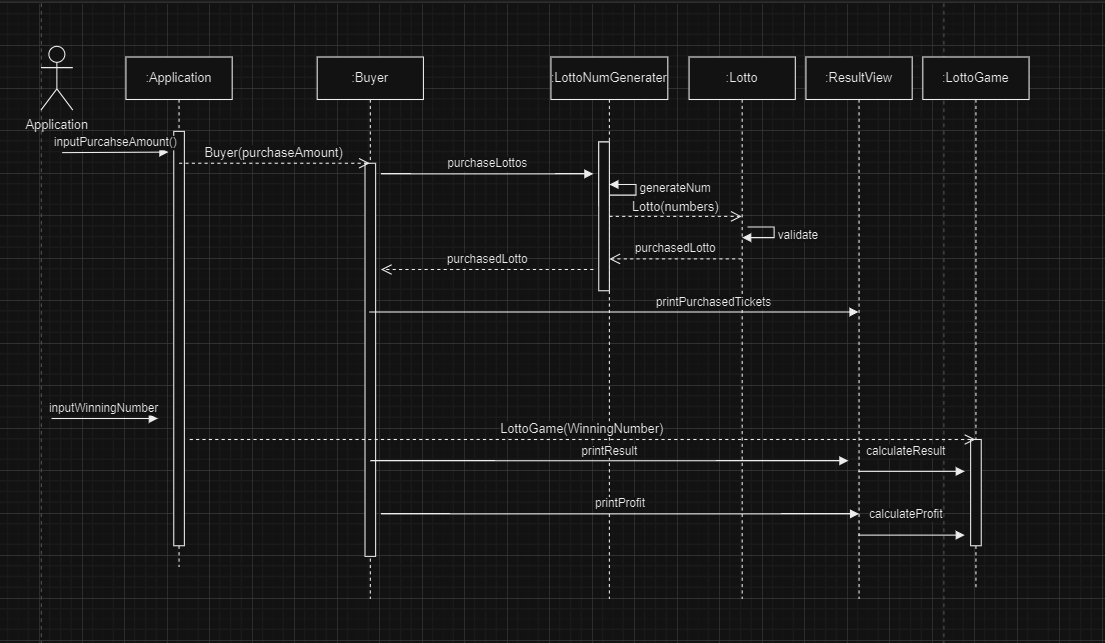 :Application
:Buyer
:LottoNumGenerater
:Lotto
:ResultView
:LottoGame
Application
inputPurcahseAmount()
Buyer(purchaseAmount)
purchaseLottos
generateNum
Lotto(numbers)
validate
purchasedLotto
purchasedLotto
printPurchasedTickets
inputWinningNumber
LottoGame(WinningNumber)
printResult
calculateResult
printProfit
calculateProfit